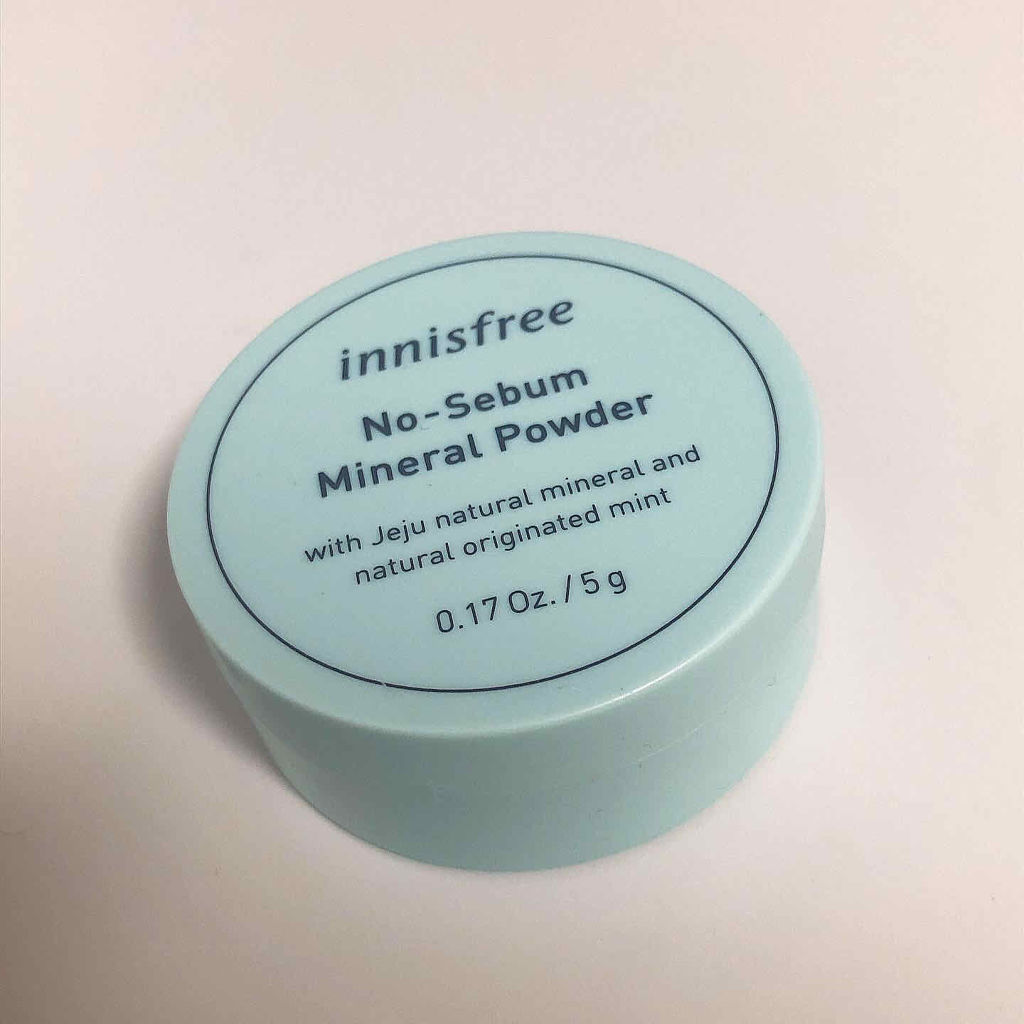 innisfree
No-Sebum
Mineral Powder
with Jeju natural mineral and
natural originated mint
0.17 Oz. / 5 g